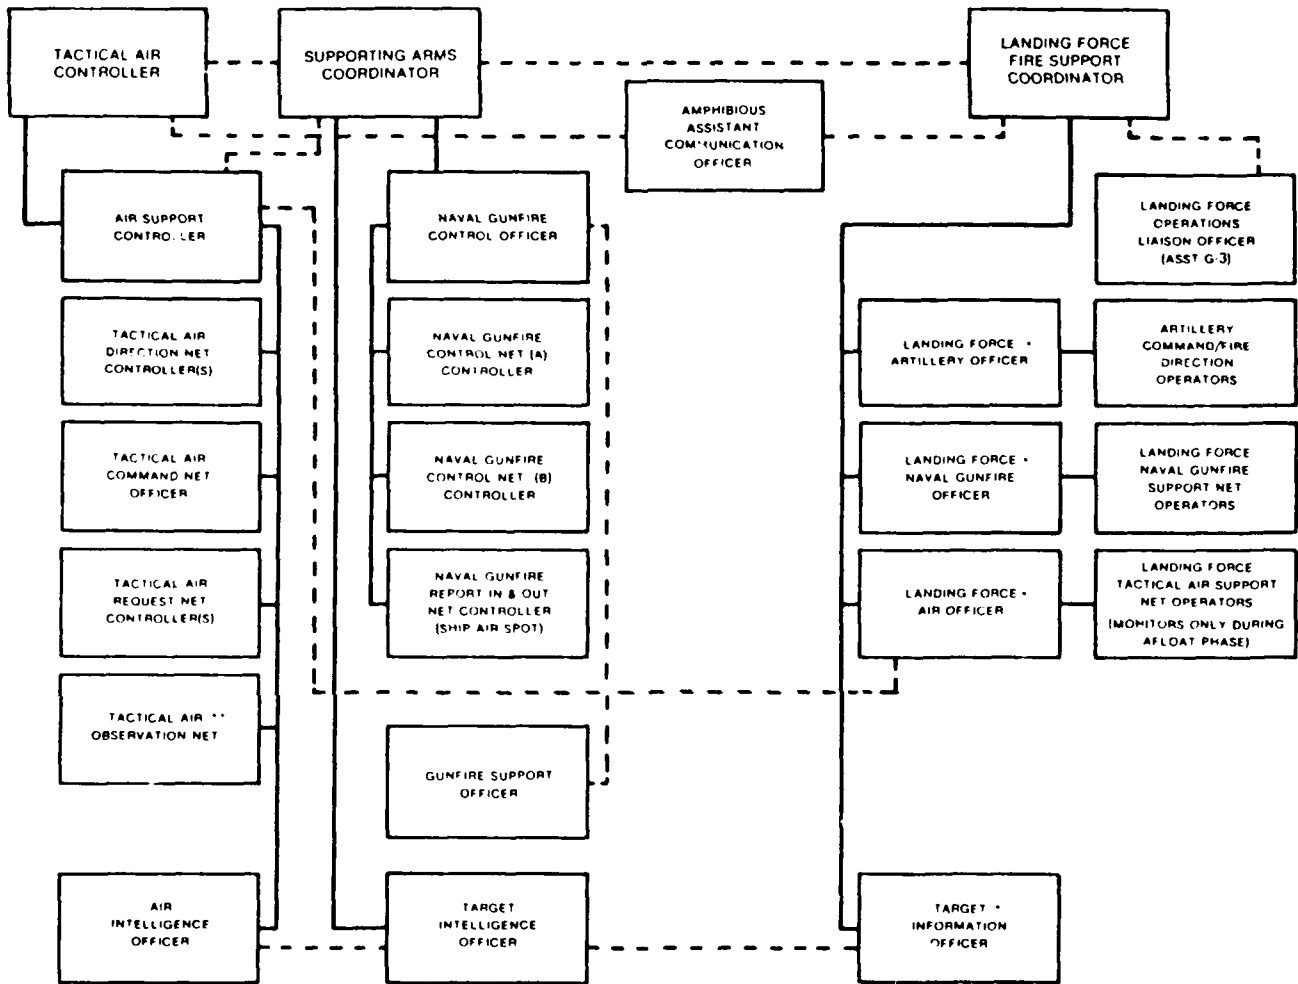 TACTICAL AIR
CONTROLLER
SUPPORTING ARMS
COORDINATOR
LANDING FORCE
FIRE SUPPORT
COORDINATOR
AMPHIBIOUS
ASSISTANT
COMMUNICATION
OFFICER
AIR SUPPORT
CONTROLLER
NAVAL GUNFIRE
CONTROL OFFICER
LANDING FORCE
OPERATIONS
LIAISON OFFICER
(ASST G-3)
TACTICAL AIR
DIRECTION NET
CONTROLLER(S)
NAVAL GUNFIRE
CONTROL NET (A)
CONTROLLER
LANDING FORCE *
ARTILLERY OFFICER
ARTILLERY
COMMAND/FIRE
DIRECTION
OPERATORS
TACTICAL AIR
COMMAND NET
OFFICER
NAVAL GUNFIRE
CONTROL NET (B)
CONTROLLER
LANDING FORCE *
NAVAL GUNFIRE
OFFICER
LANDING FORCE
NAVAL GUNFIRE
SUPPORT NET
OPERATORS
TACTICAL AIR
REQUEST NET
CONTROLLER(S)
NAVAL GUNFIRE
REPORT IN & OUT
NET CONTROLLER
(SHIP AIR SPOT)
LANDING FORCE *
AIR OFFICER
LANDING FORCE
TACTICAL AIR SUPPORT
NET OPERATORS
(MONITORS ONLY DURING
AFLOAT PHASE)
TACTICAL AIR **
OBSERVATION NET
GUNFIRE SUPPORT
OFFICER
AIR
INTELLIGENCE
OFFICER
TARGET
INTELLIGENCE
OFFICER
TARGET *
INFORMATION
OFFICER